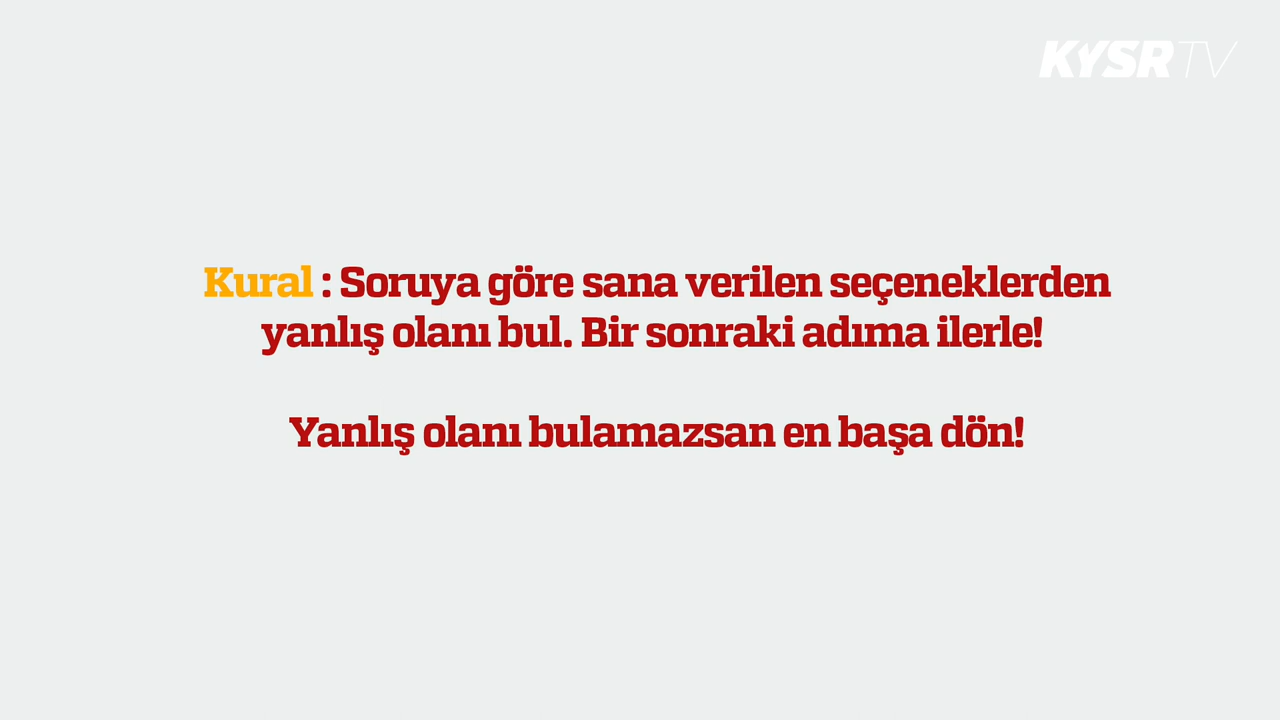 KYSR TV
Kural : Soruya göre sana verilen seçeneklerden
yanlış olanı bul. Bir sonraki adıma ilerle!
Yanlış olanı bulamazsan en başa dön!